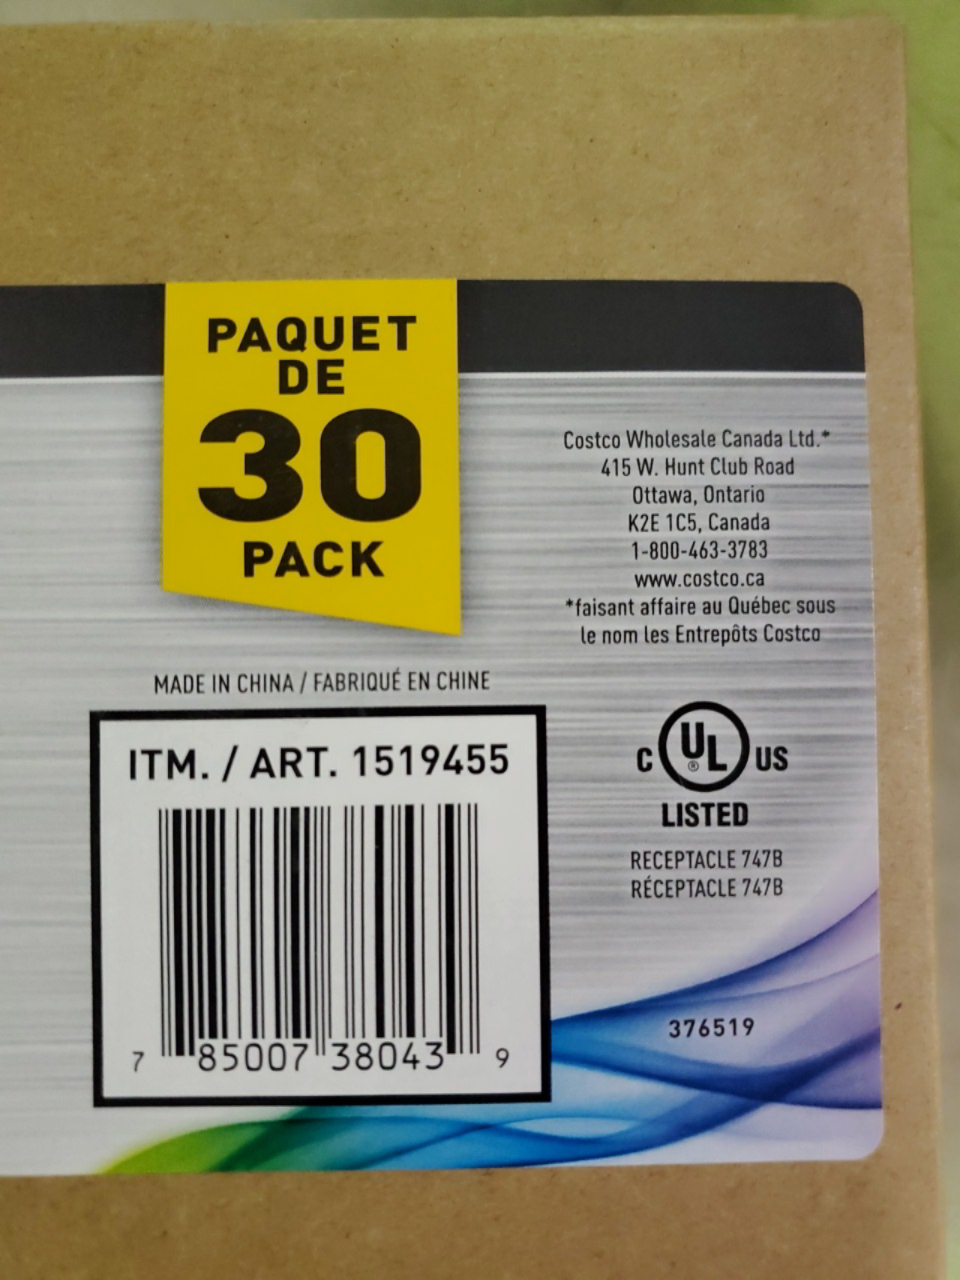 PAQUET
DE
30
PACK
Costco Wholesale Canada Ltd.*
415 W. Hunt Club Road
Ottawa, Ontario
K2E 1C5, Canada
1-800-463-3783
www.costco.ca
*faisant affaire au Québec sous
le nom les Entrepôts Costco
MADE IN CHINA / FABRIQUÉ EN CHINE
ITM. / ART. 1519455
7 85007 38043 9
C UL® US
LISTED
RECEPTACLE 747B
RÉCEPTACLE 747B
376519